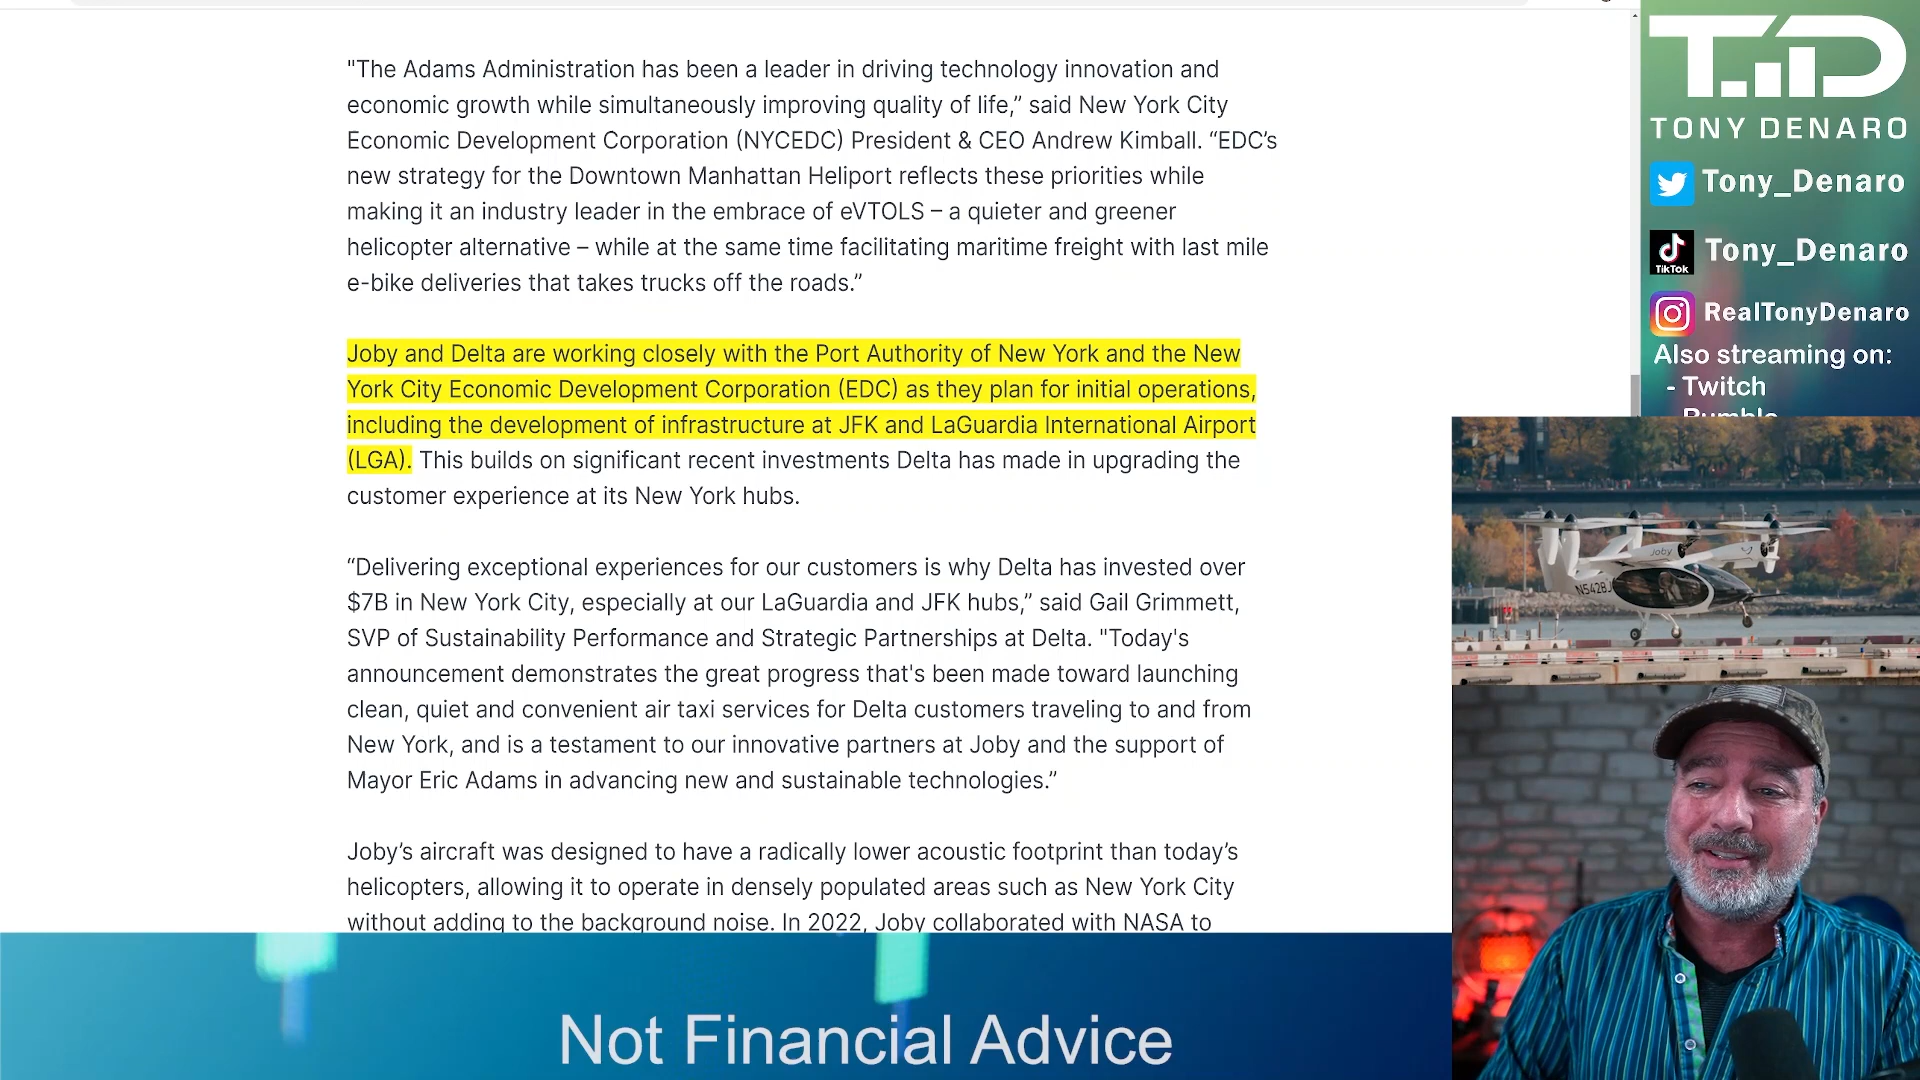 "The Adams Administration has been a leader in driving technology innovation and
economic growth while simultaneously improving quality of life,” said New York City
Economic Development Corporation (NYCEDC) President & CEO Andrew Kimball. “EDC’s
new strategy for the Downtown Manhattan Heliport reflects these priorities while
making it an industry leader in the embrace of eVTOLS – a quieter and greener
helicopter alternative – while at the same time facilitating maritime freight with last mile
e-bike deliveries that takes trucks off the roads.”
Joby and Delta are working closely with the Port Authority of New York and the New
York City Economic Development Corporation (EDC) as they plan for initial operations,
including the development of infrastructure at JFK and LaGuardia International Airport
(LGA). This builds on significant recent investments Delta has made in upgrading the
customer experience at its New York hubs.
“Delivering exceptional experiences for our customers is why Delta has invested over
$7B in New York City, especially at our LaGuardia and JFK hubs,” said Gail Grimmett,
SVP of Sustainability Performance and Strategic Partnerships at Delta. "Today's
announcement demonstrates the great progress that's been made toward launching
clean, quiet and convenient air taxi services for Delta customers traveling to and from
New York, and is a testament to our innovative partners at Joby and the support of
Mayor Eric Adams in advancing new and sustainable technologies.”
Joby’s aircraft was designed to have a radically lower acoustic footprint than today’s
helicopters, allowing it to operate in densely populated areas such as New York City
without adding to the background noise. In 2022, Joby collaborated with NASA to
Not Financial Advice
TD
TONY DENARO
Tony_Denaro
TikTok
Tony_Denaro
RealTonyDenaro
Also streaming on:
- Twitch
- Rumble
Joby
N542BJ